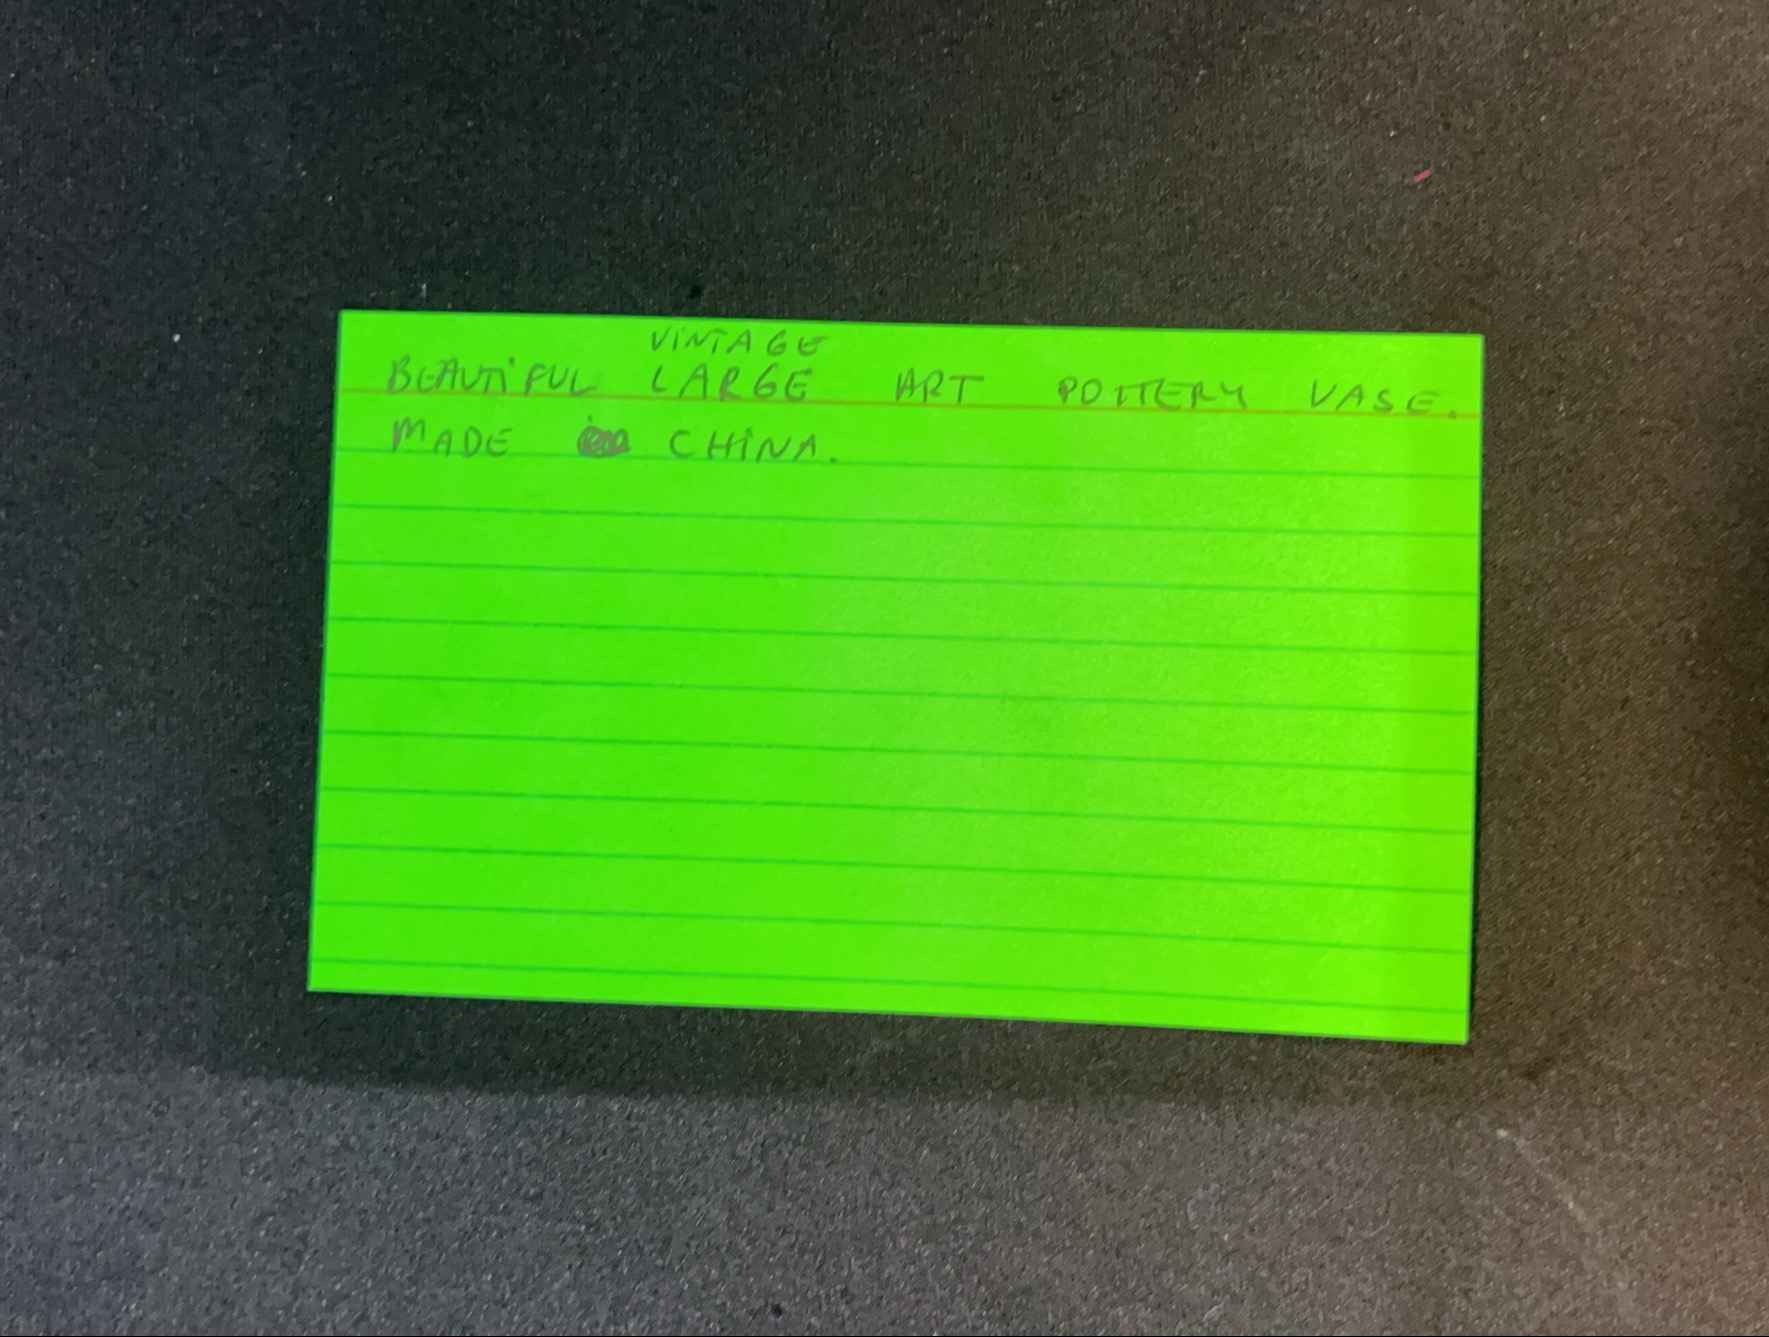 VINTAGE
BEAUTIFUL LARGE ART POTTERY VASE.
MADE CHINA.